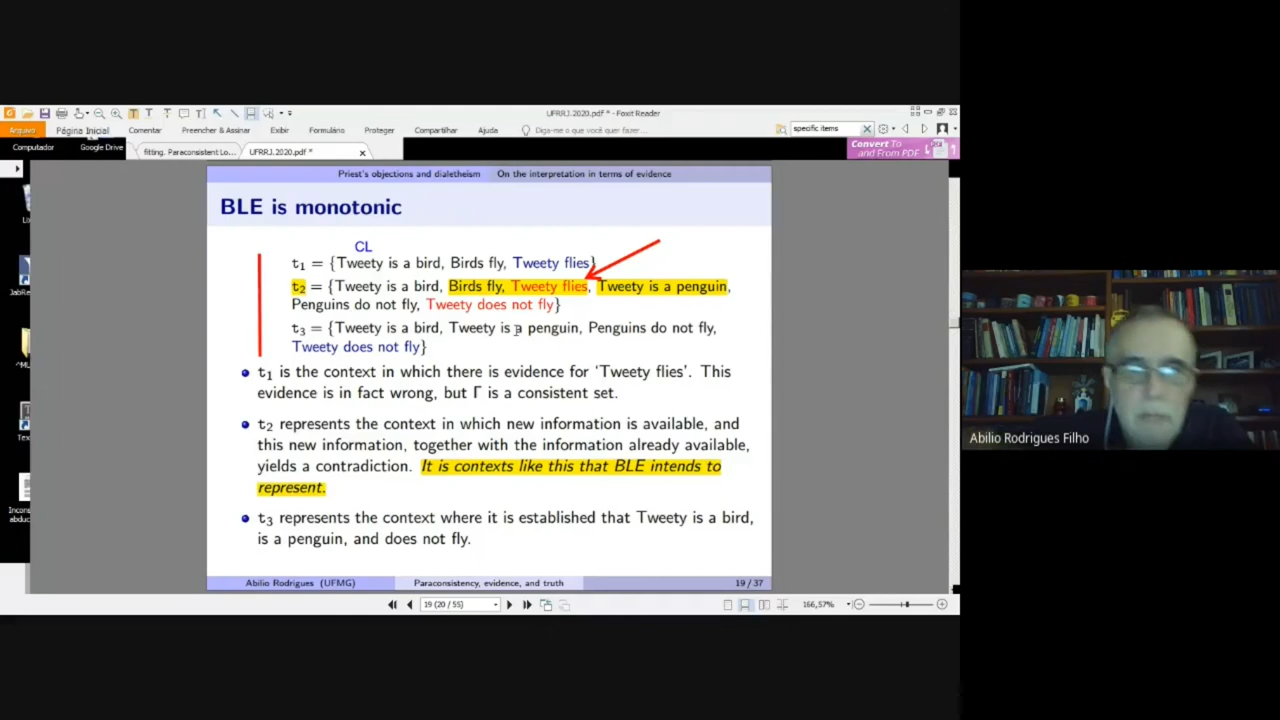 UFRRJ.2020.pdf * - Foxit Reader
Arquivo Página Inicial Comentar Preencher & Assinar Exibir Formulário Proteger Compartilhar Ajuda Diga-me o que você quer fazer... specific items
Computador Google Drive fitting. Paraconsistent Lo... UFRRJ.2020.pdf * Convert To
and From PDF
Priest's objections and dialetheism On the interpretation in terms of evidence
BLE is monotonic
CL
t1 = {Tweety is a bird, Birds fly, Tweety flies}
t2 = {Tweety is a bird, Birds fly, Tweety flies, Tweety is a penguin,
Penguins do not fly, Tweety does not fly}
t3 = {Tweety is a penguin, Penguins do not fly,
Tweety does not fly}
t1 is the context in which there is evidence for ‘Tweety flies’. This
evidence is in fact wrong, but Γ is a consistent set.
t2 represents the context in which new information is available, and
this new information, together with the information already available,
yields a contradiction. It is contexts like this that BLE intends to
represent.
t3 represents the context where it is established that Tweety is a bird,
is a penguin, and does not fly.
Abilio Rodrigues (UFMG) Paraconsistency, evidence, and truth 19 / 37
19 (20 / 55) 166,57%
JabRe
^ML
Tex
Incons
abduc
Abilio Rodrigues Filho